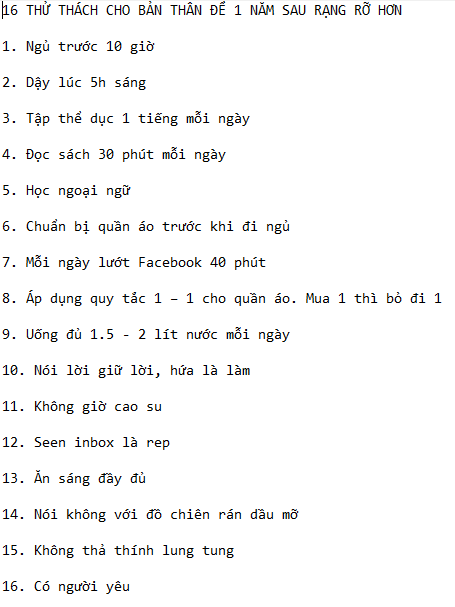 16 THỬ THÁCH CHO BẢN THÂN ĐỂ 1 NĂM SAU RẠNG RỠ HƠN
1. Ngủ trước 10 giờ
2. Dậy lúc 5h sáng
3. Tập thể dục 1 tiếng mỗi ngày
4. Đọc sách 30 phút mỗi ngày
5. Học ngoại ngữ
6. Chuẩn bị quần áo trước khi đi ngủ
7. Mỗi ngày lướt Facebook 40 phút
8. Áp dụng quy tắc 1 – 1 cho quần áo. Mua 1 thì bỏ đi 1
9. Uống đủ 1.5 - 2 lít nước mỗi ngày
10. Nói lời giữ lời, hứa là làm
11. Không giờ cao su
12. Seen inbox là rep
13. Ăn sáng đầy đủ
14. Nói không với đồ chiên rán dầu mỡ
15. Không thả thính lung tung
16. Có người yêu